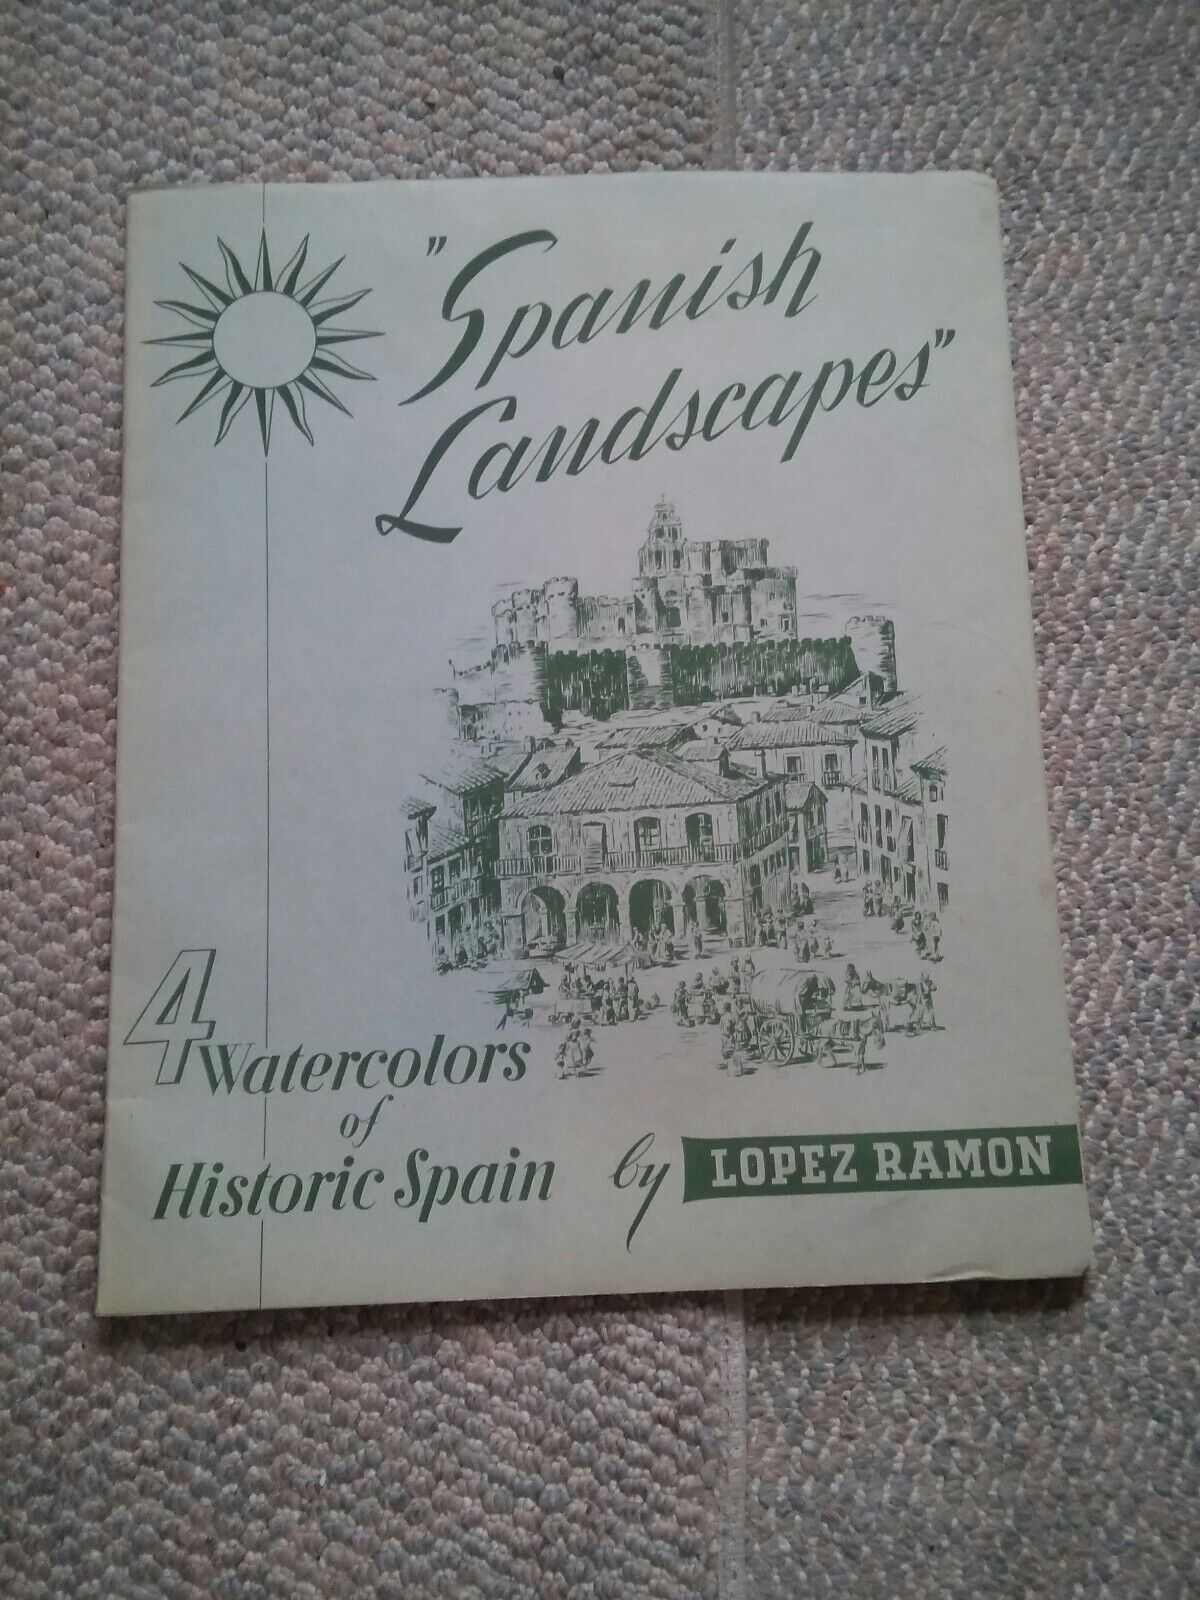 "Spanish
Landscapes"
4 Watercolors
of
Historic Spain
by LOPEZ RAMON